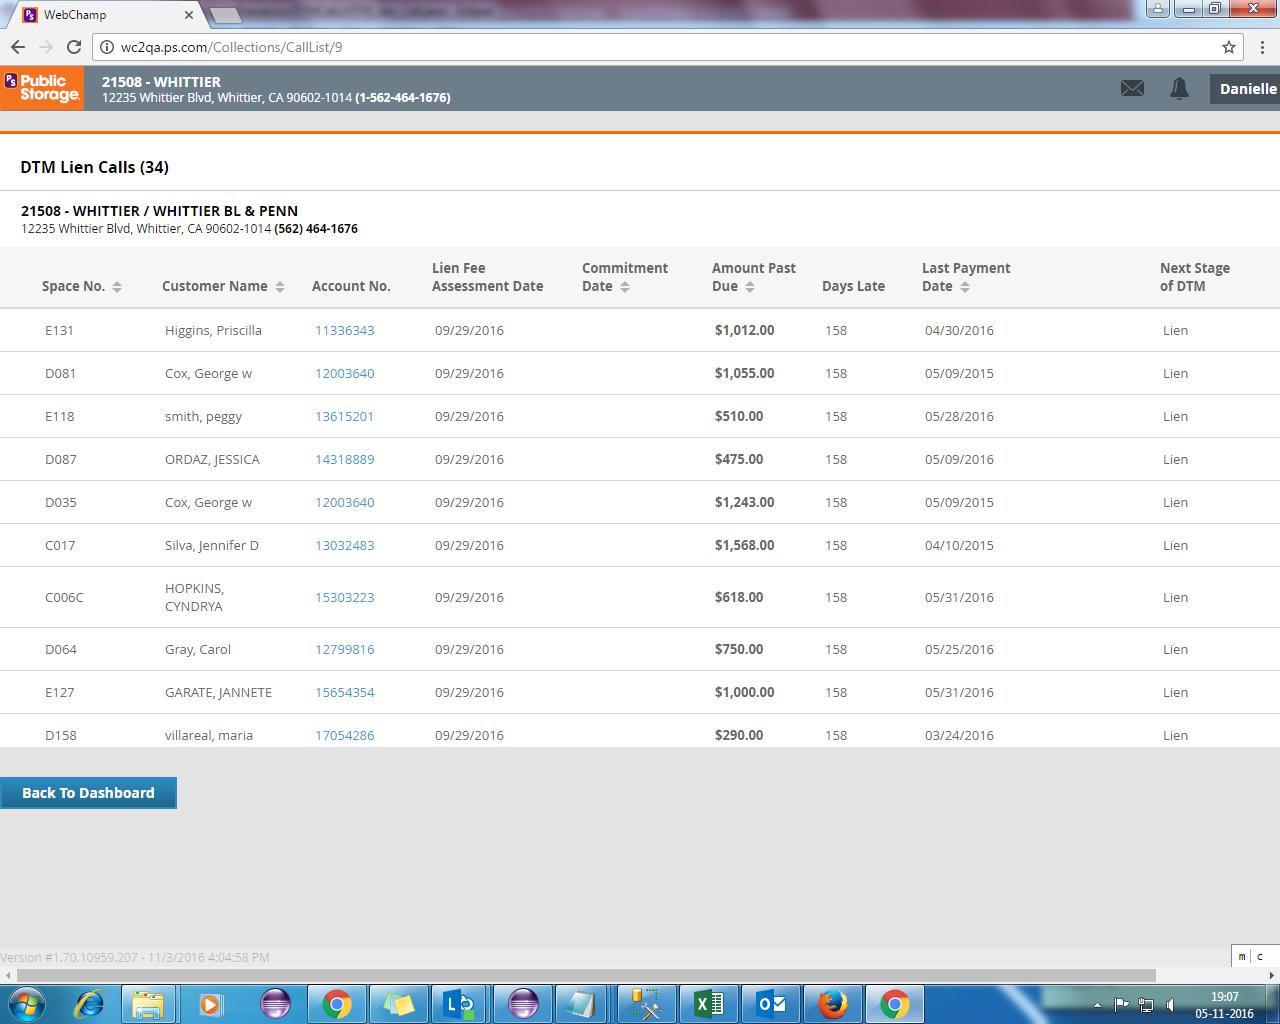 WebChamp
wc2qa.ps.com/Collections/CallList/9
PS Public Storage.
21508 - WHITTIER
12235 Whittier Blvd, Whittier, CA 90602-1014 (1-562-464-1676)
Danielle
DTM Lien Calls (34)
21508 - WHITTIER / WHITTIER BL & PENN
12235 Whittier Blvd, Whittier, CA 90602-1014 (562) 464-1676
Space No. Customer Name Account No. Lien Fee Assessment Date Commitment Date Amount Past Due Days Late Last Payment Date Next Stage of DTM
E131 Higgins, Priscilla 11336343 09/29/2016 $1,012.00 158 04/30/2016 Lien
D081 Cox, George w 12003640 09/29/2016 $1,055.00 158 05/09/2015 Lien
E118 smith, peggy 13615201 09/29/2016 $510.00 158 05/28/2016 Lien
D087 ORDAZ, JESSICA 14318889 09/29/2016 $475.00 158 05/09/2016 Lien
D035 Cox, George w 12003640 09/29/2016 $1,243.00 158 05/09/2015 Lien
C017 Silva, Jennifer D 13032483 09/29/2016 $1,568.00 158 04/10/2015 Lien
C006C HOPKINS, CYNDRYA 15303223 09/29/2016 $618.00 158 05/31/2016 Lien
D064 Gray, Carol 12799816 09/29/2016 $750.00 158 05/25/2016 Lien
E127 GARATE, JANNETE 15654354 09/29/2016 $1,000.00 158 05/31/2016 Lien
D158 villareal, maria 17054286 09/29/2016 $290.00 158 03/24/2016 Lien
Back To Dashboard
Version #1.70.10959.207 - 11/3/2016 4:04:58 PM
m c
19:07
05-11-2016